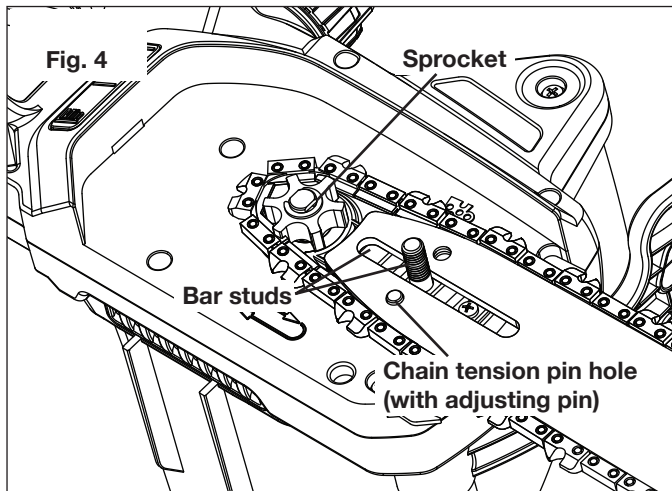 Fig. 4
Sprocket
Bar studs
Chain tension pin hole
(with adjusting pin)